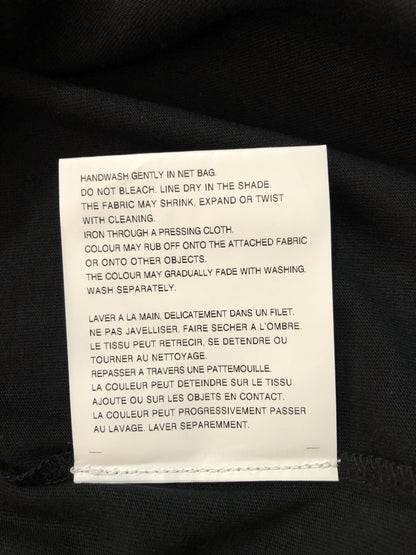 HANDWASH GENTLY IN NET BAG.
DO NOT BLEACH. LINE DRY IN THE SHADE.
THE FABRIC MAY SHRINK, EXPAND OR TWIST
WITH CLEANING.
IRON THROUGH A PRESSING CLOTH.
COLOUR MAY RUB OFF ONTO THE ATTACHED FABRIC
OR ONTO OTHER OBJECTS.
THE COLOUR MAY GRADUALLY FADE WITH WASHING.
WASH SEPARATELY.
LAVER A LA MAIN, DELICATEMENT DANS UN FILET.
NE PAS JAVELLISER. FAIRE SECHER A L'OMBRE.
LE TISSU PEUT RETRECIR, SE DETENDRE OU
TOURNER AU NETTOYAGE.
REPASSER A TRAVERS UNE PATTEMOUILLE.
LA COULEUR PEUT DETEINDRE SUR LE TISSU
AJOUTE OU SUR LES OBJETS EN CONTACT.
LA COULEUR PEUT PROGRESSIVEMENT PASSER
AU LAVAGE. LAVER SEPAREMMENT.